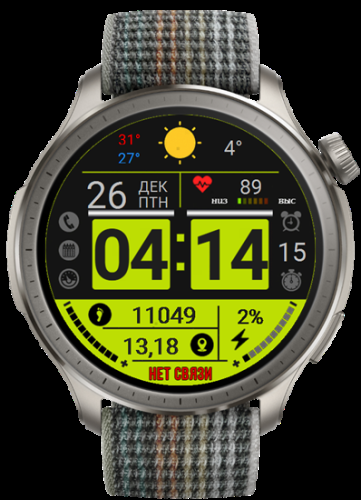 31° 4°
27°
26 ДЕК 89
ПТН НИЗ ВЫС
04:14 15
11049 2%
13,18
НЕТ СВЯЗИ